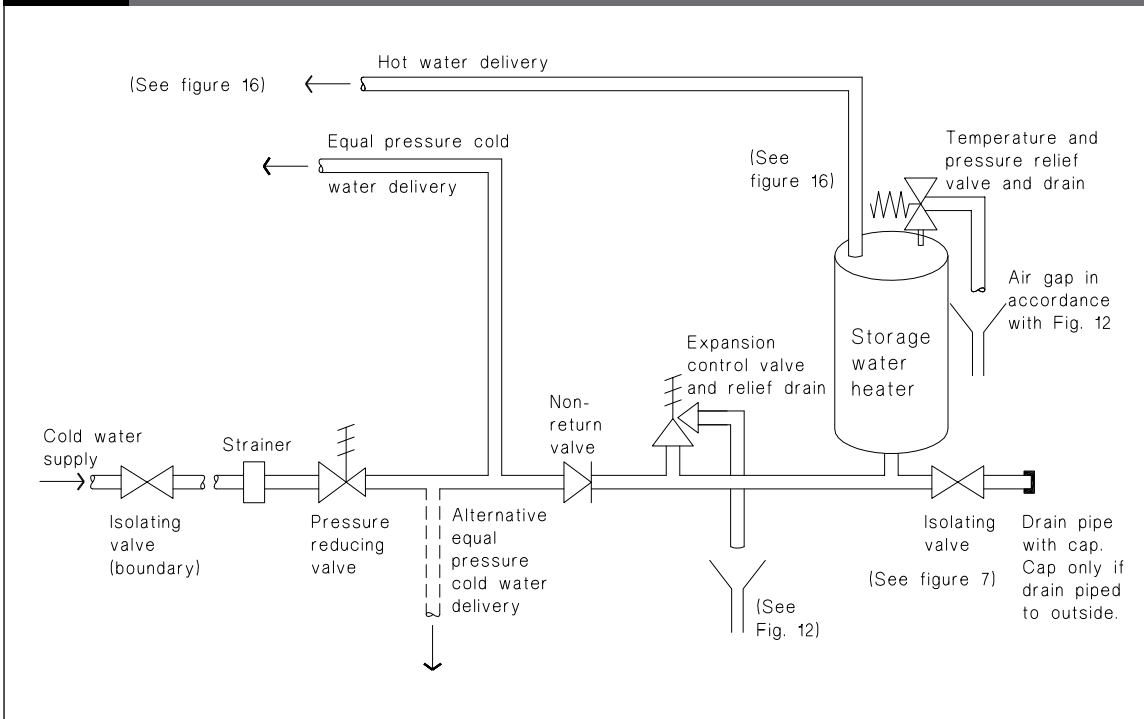 Hot water delivery
(See figure 16)
Equal pressure cold
water delivery
(See
figure 16)
Temperature and
pressure relief
valve and drain
Air gap in
accordance
with Fig. 12
Storage
water
heater
Expansion
control valve
and relief drain
Non-
return
valve
Cold water
supply
Strainer
Isolating
valve
(boundary)
Pressure
reducing
valve
Alternative
equal
pressure
cold water
delivery
(See
Fig. 12)
Isolating
valve
(See figure 7)
Drain pipe
with cap.
Cap only if
drain piped
to outside.